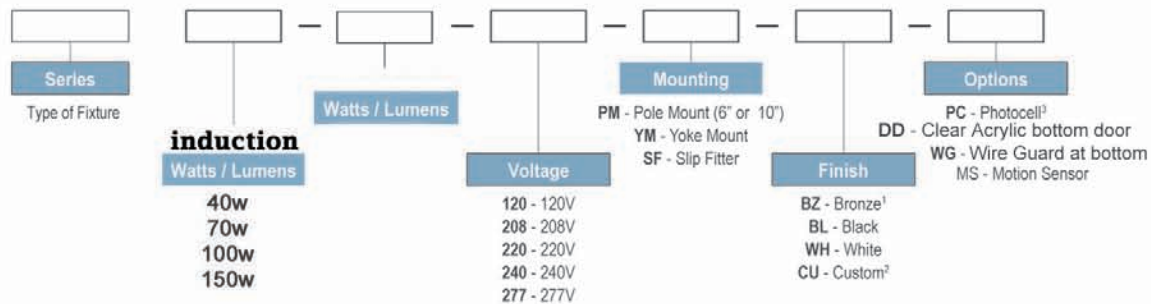 Series
Type of Fixture
induction
Watts / Lumens
40w
70w
100w
150w
Watts / Lumens
Voltage
120 - 120V
208 - 208V
220 - 220V
240 - 240V
277 - 277V
Mounting
PM - Pole Mount (6" or 10")
YM - Yoke Mount
SF - Slip Fitter
Finish
BZ - Bronze¹
BL - Black
WH - White
CU - Custom²
Options
PC - Photocell³
DD - Clear Acrylic bottom door
WG - Wire Guard at bottom
MS - Motion Sensor